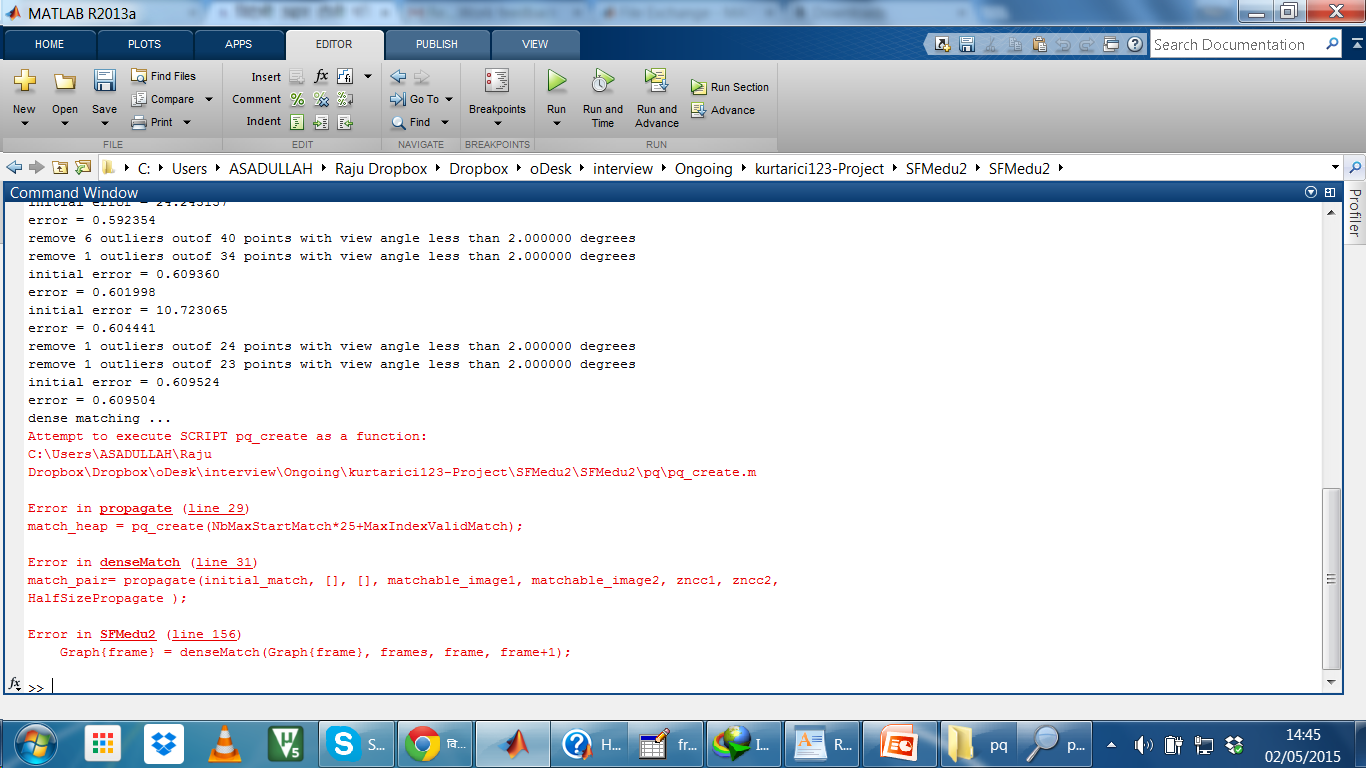 MATLAB R2013a
HOME PLOTS APPS EDITOR PUBLISH VIEW
Search Documentation
New Open Save
Find Files
Compare
Print
FILE
Insert fx
Comment
Indent
EDIT
Go To
Find
NAVIGATE
Breakpoints
BREAKPOINTS
Run
Run and Time
Run and Advance
Run Section
Advance
RUN
C: Users ASADULLAH Raju Dropbox Dropbox oDesk interview Ongoing kurtarici123-Project SFMedu2 SFMedu2
Command Window
Profiler
initial error = 24.243157
error = 0.592354
remove 6 outliers outof 40 points with view angle less than 2.000000 degrees
remove 1 outliers outof 34 points with view angle less than 2.000000 degrees
initial error = 0.609360
error = 0.601998
initial error = 10.723065
error = 0.604441
remove 1 outliers outof 24 points with view angle less than 2.000000 degrees
remove 1 outliers outof 23 points with view angle less than 2.000000 degrees
initial error = 0.609524
error = 0.609504
dense matching ...
Attempt to execute SCRIPT pq_create as a function:
C:\Users\ASADULLAH\Raju
Dropbox\Dropbox\oDesk\interview\Ongoing\kurtarici123-Project\SFMedu2\SFMedu2\pq\pq_create.m
Error in propagate (line 29)
match_heap = pq_create(NbMaxStartMatch*25+MaxIndexValidMatch);
Error in denseMatch (line 31)
match_pair= propagate(initial_match, [], [], matchable_image1, matchable_image2, zncc1, zncc2,
HalfSizePropagate );
Error in SFMedu2 (line 156)
Graph{frame} = denseMatch(Graph{frame}, frames, frame, frame+1);
fx >>
S... वि... H... fr... I... R... pq p...
14:45
02/05/2015